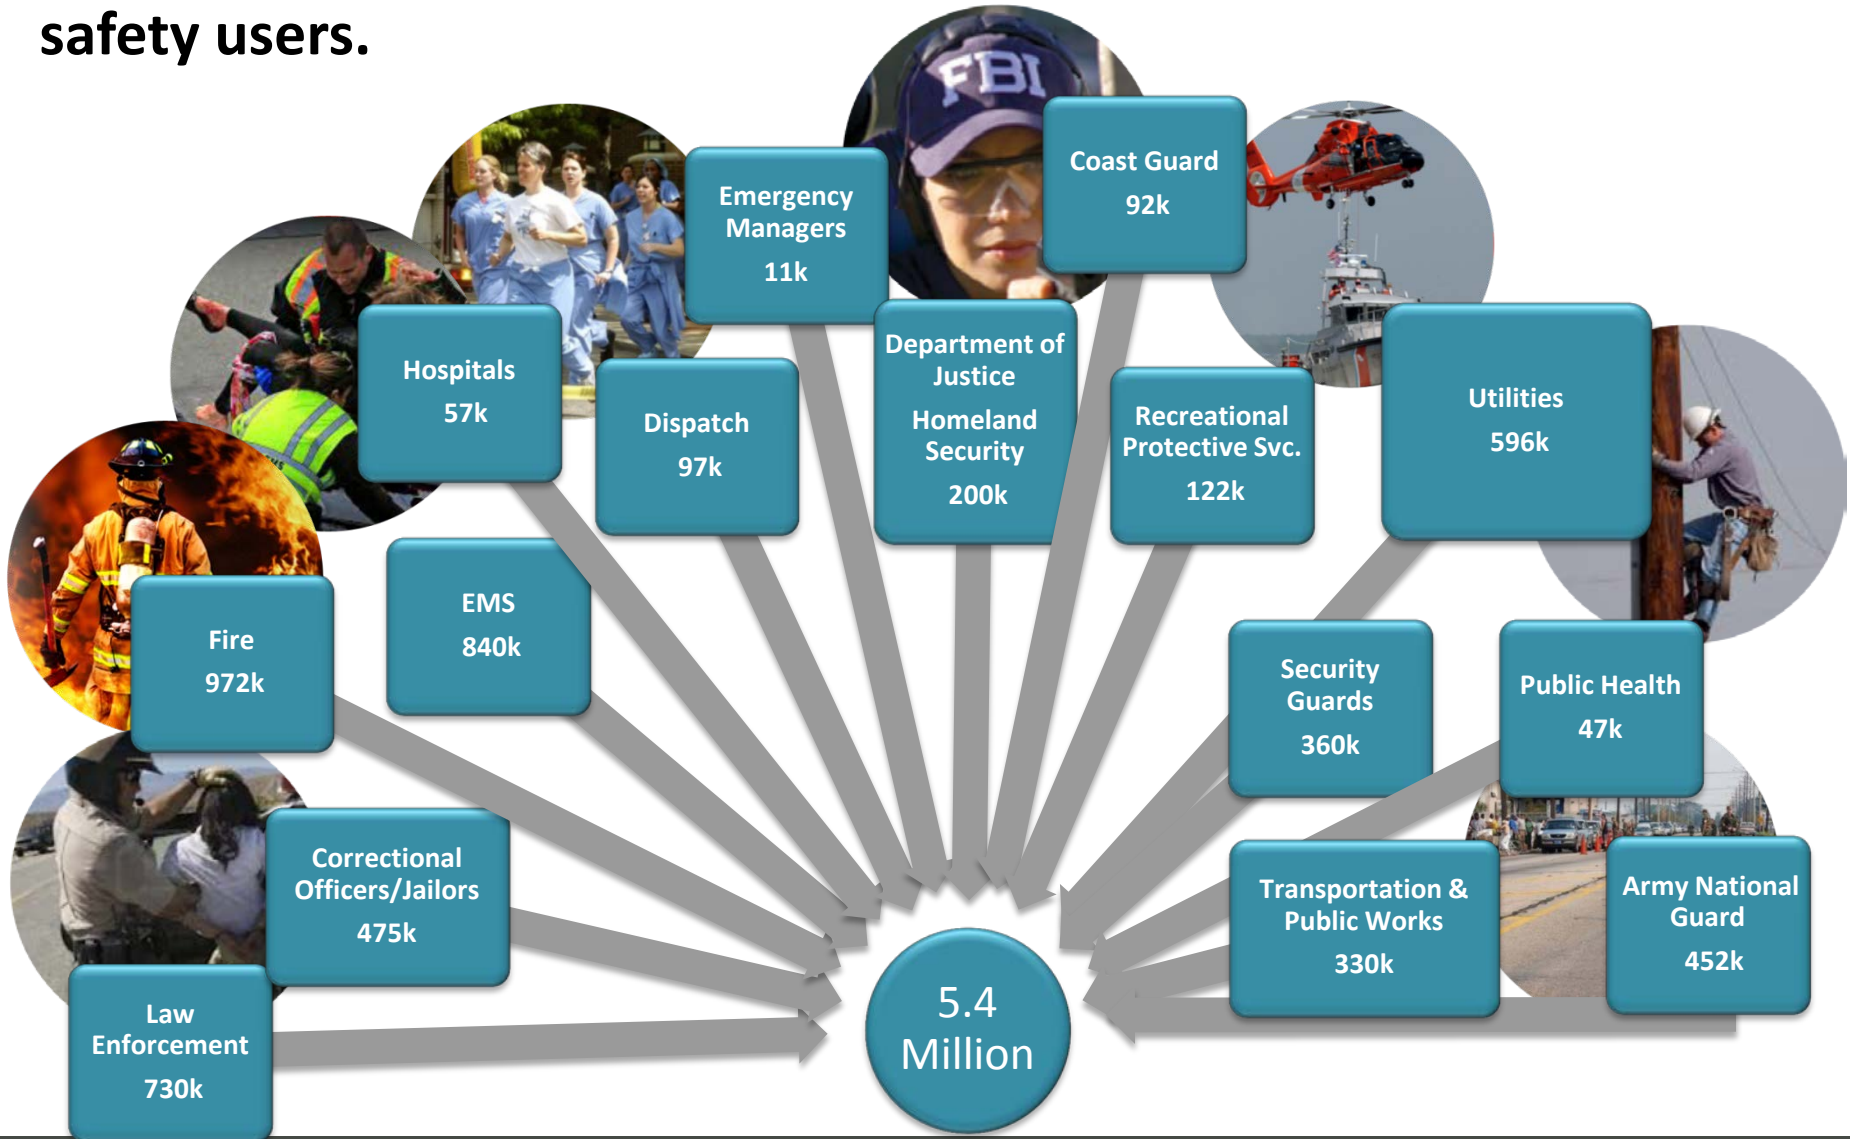 safety users.
FBI
Coast Guard
92k
Emergency
Managers
11k
Hospitals
57k
Dispatch
97k
Department of
Justice
Homeland
Security
200k
Recreational
Protective Svc.
122k
Utilities
596k
Fire
972k
EMS
840k
Security
Guards
360k
Public Health
47k
Correctional
Officers/Jailors
475k
Transportation &
Public Works
330k
Army National
Guard
452k
Law
Enforcement
730k
5.4
Million